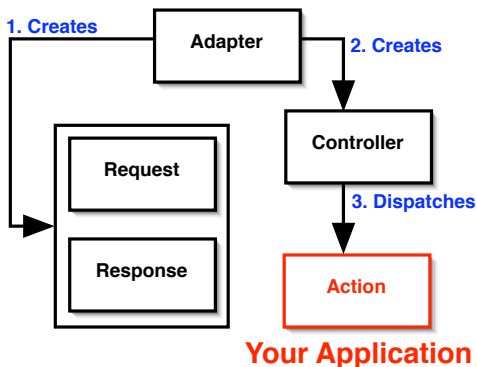 1. Creates
Adapter
2. Creates
Controller
Request
3. Dispatches
Response
Action
Your Application